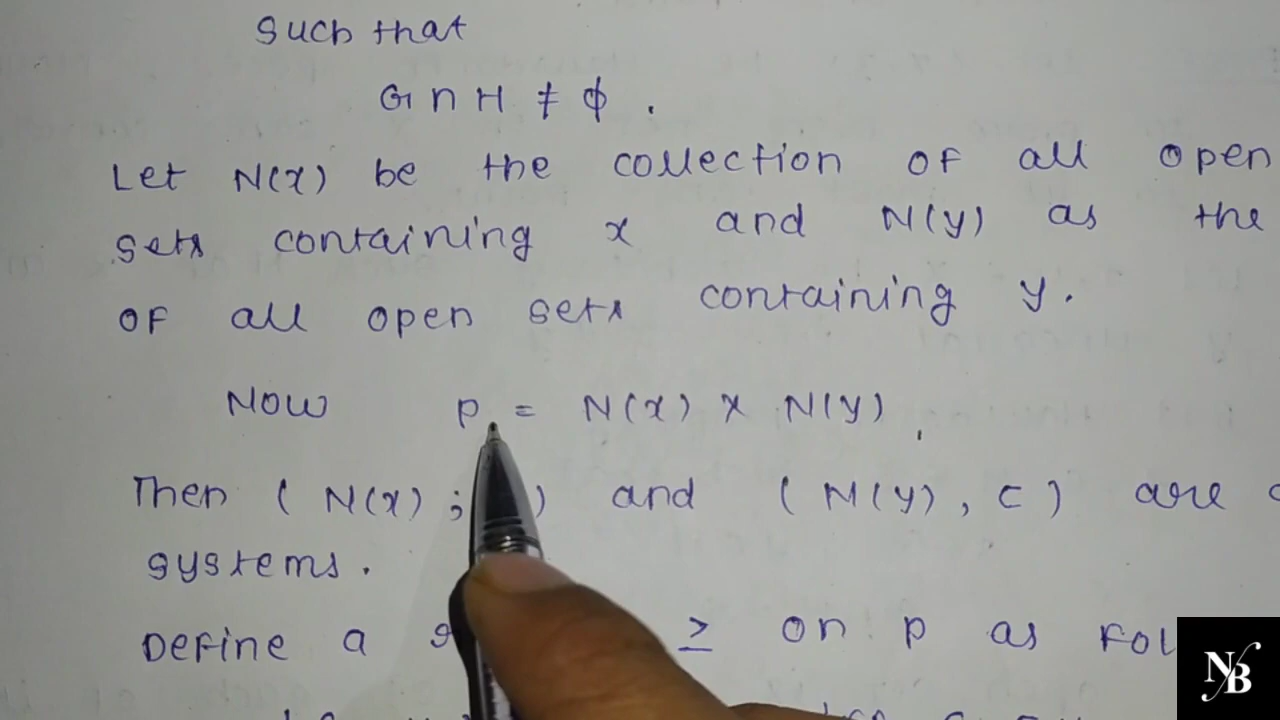 such that
G ∩ H ≠ ϕ .
Let N(x) be the collection of all open
sets containing x and N(y) as the
of all open sets containing y.
Now P = N(x) × N(y) ,
Then ( N(x) ; ) and ( N(y) , ⊂ ) are
systems .
Define a ≥ on P as
NB